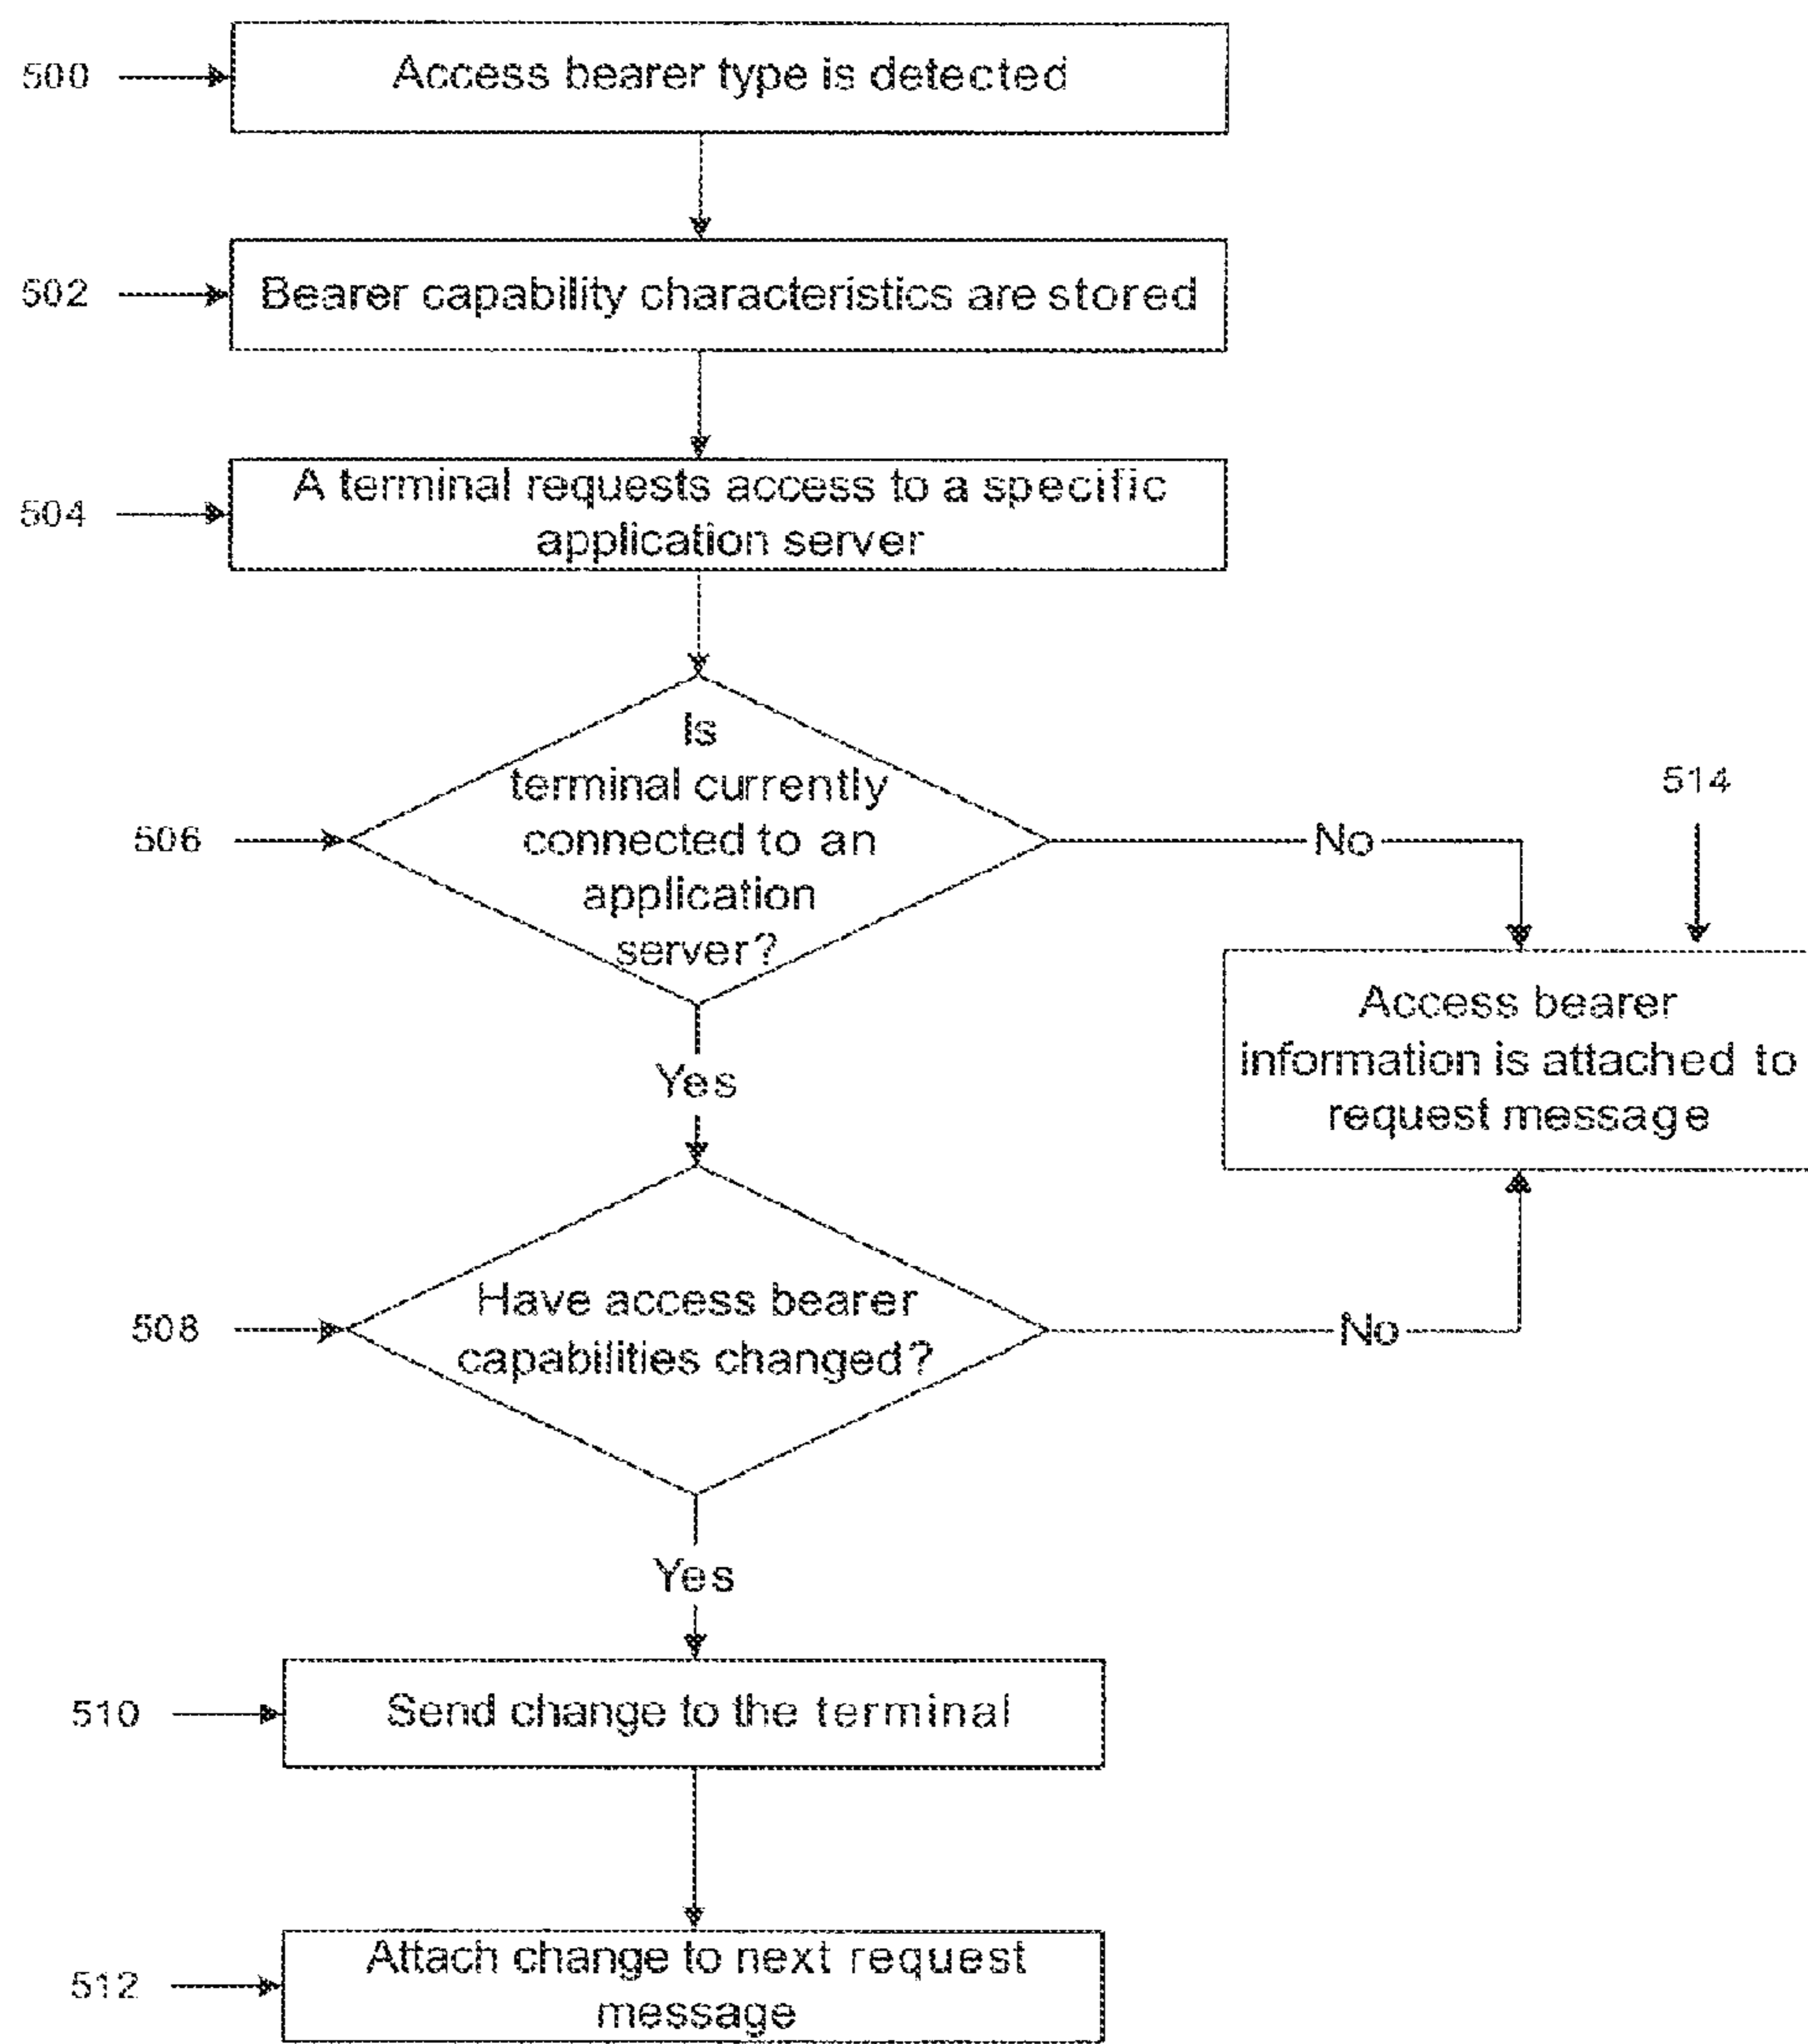 500
Access bearer type is detected
502
Bearer capability characteristics are stored
504
A terminal requests access to a specific
application server
506
Is
terminal currently
connected to an
application
server?
No
514
Access bearer
information is attached to
request message
Yes
508
Have access bearer
capabilities changed?
No
Yes
510
Send change to the terminal
512
Attach change to next request
message